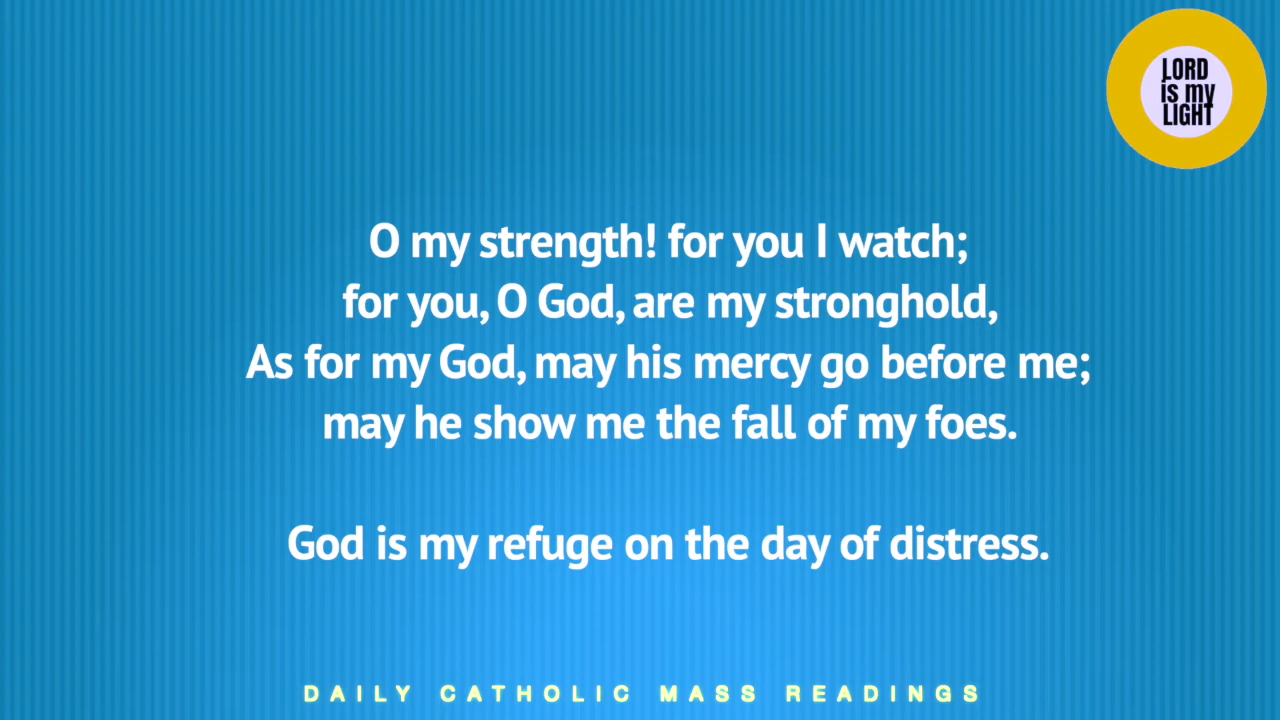 LORD
is my
LIGHT
O my strength! for you I watch;
for you, O God, are my stronghold,
As for my God, may his mercy go before me;
may he show me the fall of my foes.
God is my refuge on the day of distress.
DAILY CATHOLIC MASS READINGS